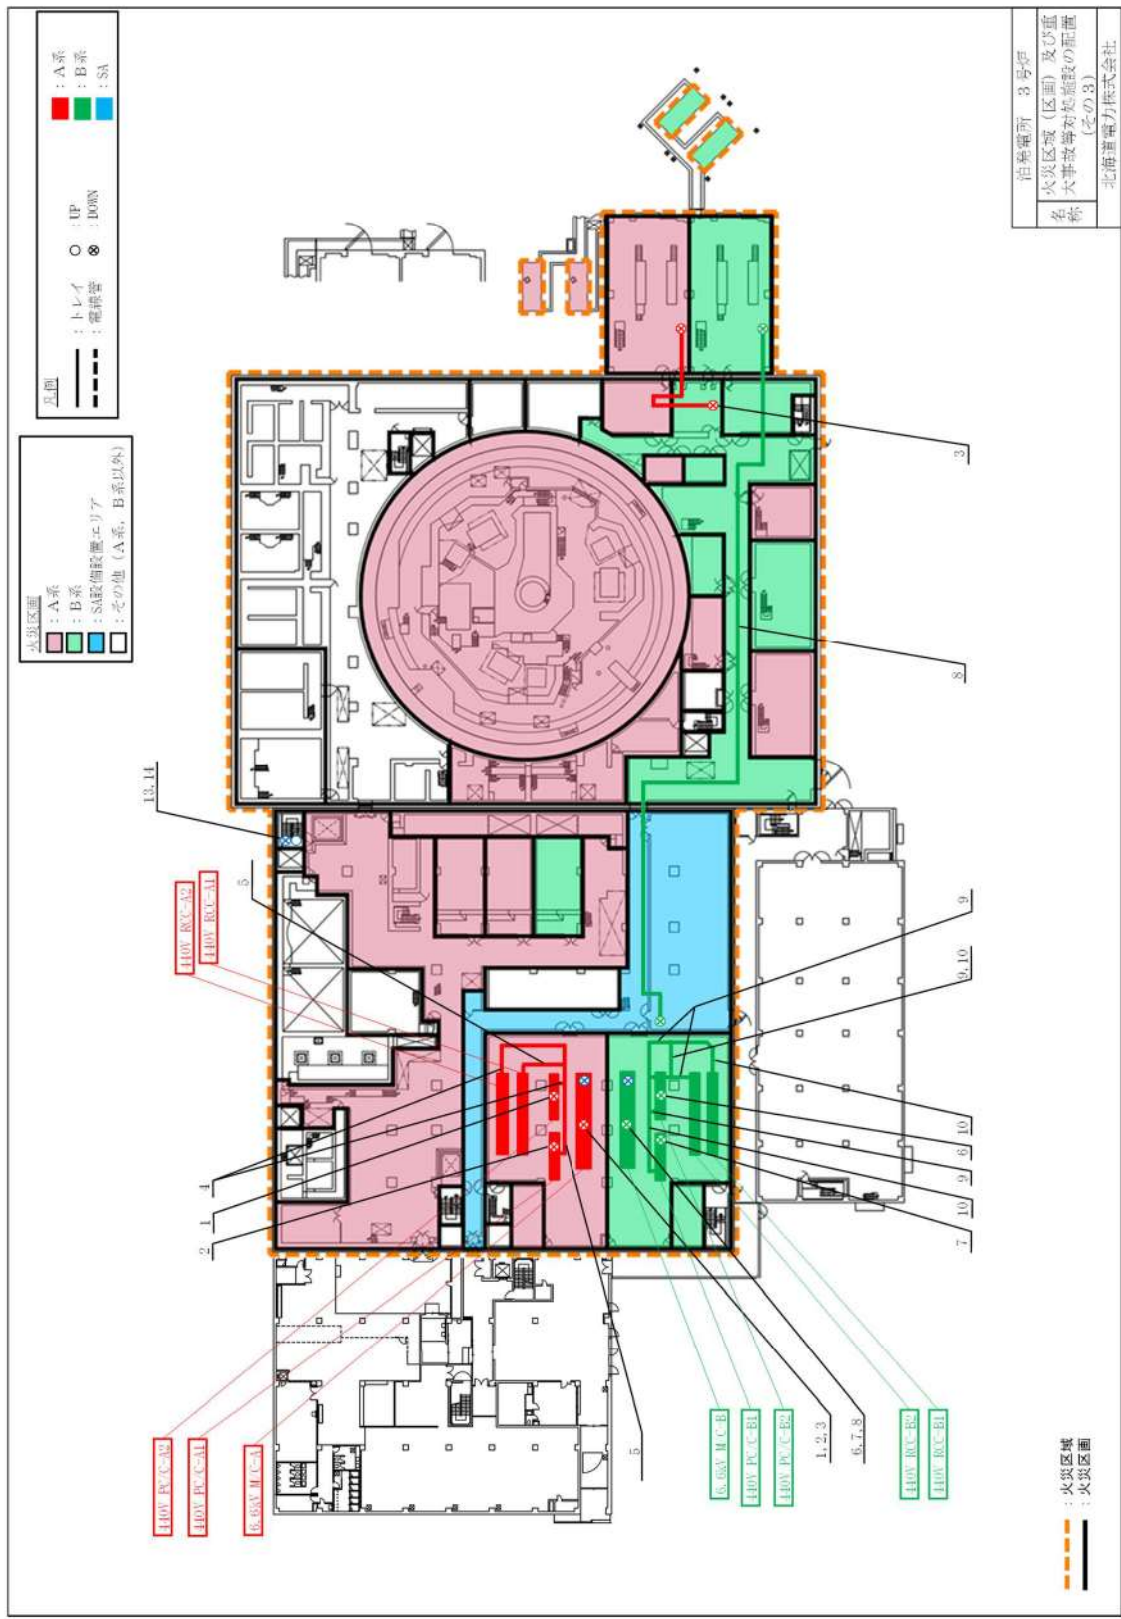 凡例
━━ : トレイ ○ : UP
┅┅ : 電線管 ⊗ : DOWN
: A系
: B系
: SA
火災区画
: A系
: B系
: SA設備設置エリア
: その他 (A系, B系以外)
13,14
5
440V RCC-A2
440V RCC-A1
4
1
2
440V PC/C-A2
440V PC/C-A1
6.6kV M/C-A
3
8
9
9,10
10
6
9
10
7
5
1,2,3
6,7,8
6.6kV M/C-B
440V PC/C-B1
440V PC/C-B2
440V RCC-B2
440V RCC-B1
: 火災区域
: 火災区画
泊発電所 3号炉
名称
火災区域 (区画) 及び重
大事故等対処施設の配置
(その3)
北海道電力株式会社